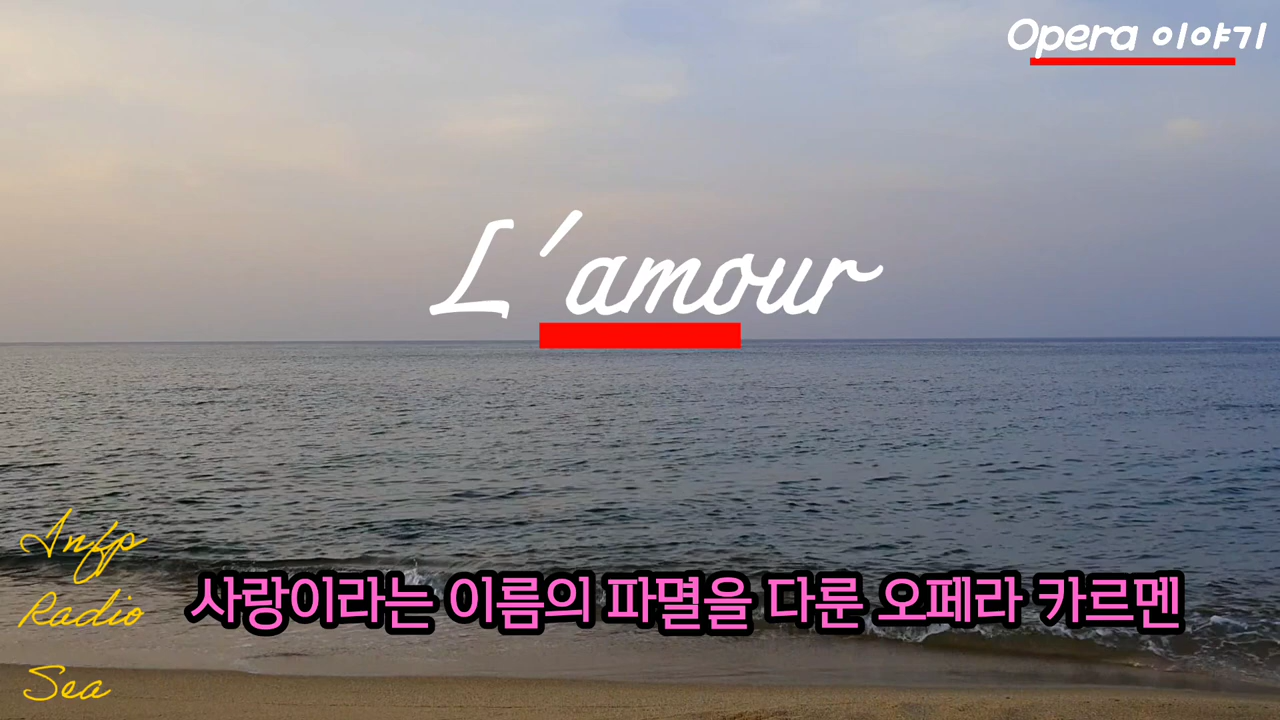 Opera 이야기
L'amour
Infp
Radio
Sea
사랑이라는 이름의 파멸을 다룬 오페라 카르멘